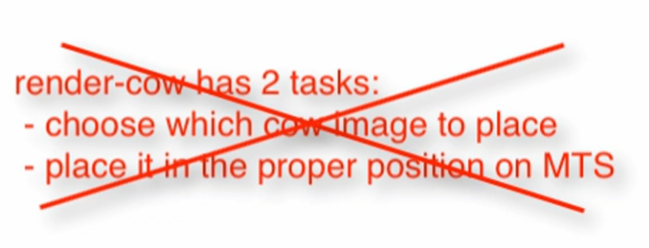 render-cow has 2 tasks:
- choose which cow image to place
- place it in the proper position on MTS